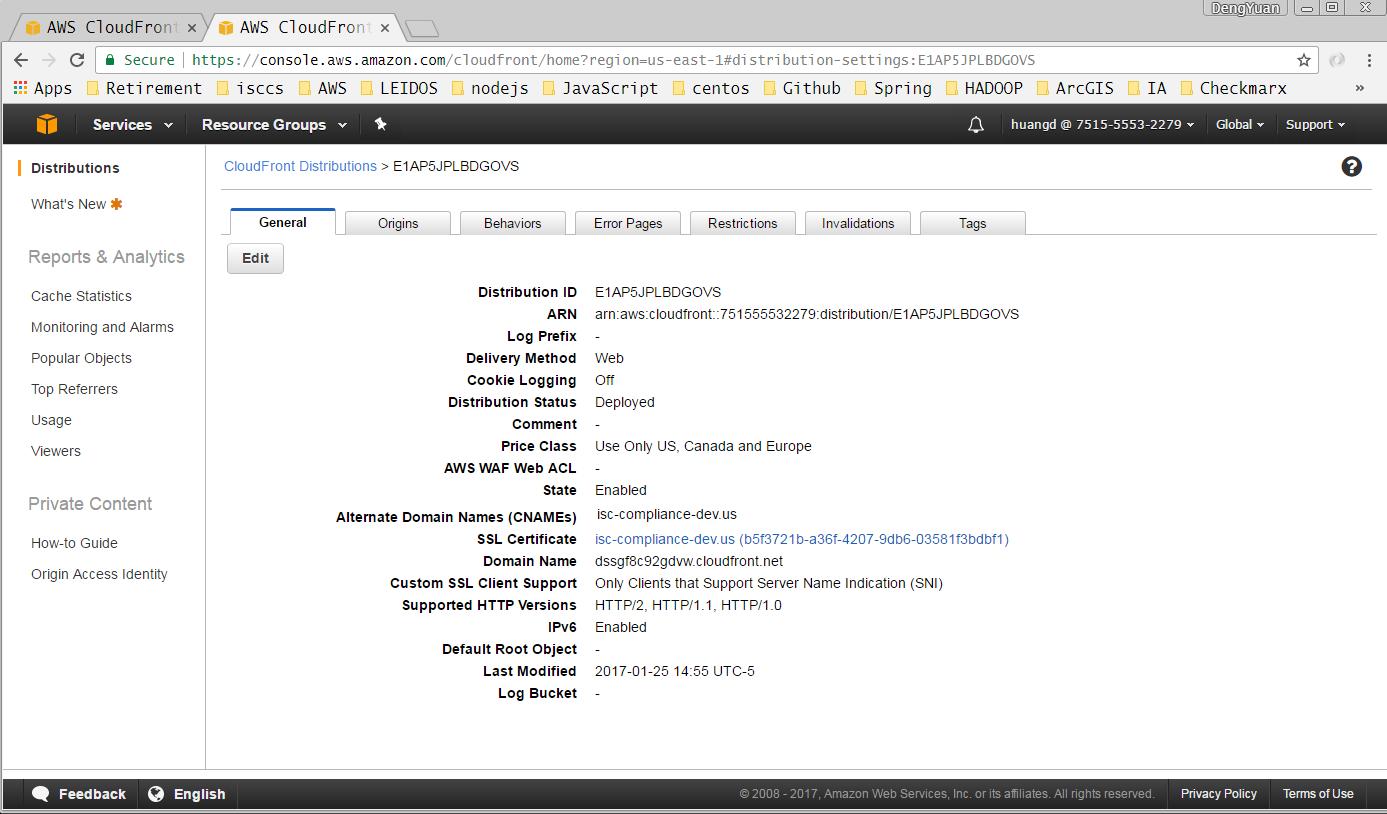 DengYuan
AWS CloudFront
AWS CloudFront
Secure https://console.aws.amazon.com/cloudfront/home?region=us-east-1#distribution-settings:E1AP5JPLBDGOVS
Apps Retirement isccs AWS LEIDOS nodejs JavaScript centos Github Spring HADOOP ArcGIS IA Checkmarx »
Services Resource Groups huangd @ 7515-5553-2279 Global Support
Distributions
What's New
Reports & Analytics
Cache Statistics
Monitoring and Alarms
Popular Objects
Top Referrers
Usage
Viewers
Private Content
How-to Guide
Origin Access Identity
CloudFront Distributions > E1AP5JPLBDGOVS
General Origins Behaviors Error Pages Restrictions Invalidations Tags
Edit
Distribution ID E1AP5JPLBDGOVS
ARN arn:aws:cloudfront::751555532279:distribution/E1AP5JPLBDGOVS
Log Prefix -
Delivery Method Web
Cookie Logging Off
Distribution Status Deployed
Comment -
Price Class Use Only US, Canada and Europe
AWS WAF Web ACL -
State Enabled
Alternate Domain Names (CNAMEs) isc-compliance-dev.us
SSL Certificate isc-compliance-dev.us (b5f3721b-a36f-4207-9db6-03581f3bdbf1)
Domain Name dssgf8c92gdvw.cloudfront.net
Custom SSL Client Support Only Clients that Support Server Name Indication (SNI)
Supported HTTP Versions HTTP/2, HTTP/1.1, HTTP/1.0
IPv6 Enabled
Default Root Object -
Last Modified 2017-01-25 14:55 UTC-5
Log Bucket -
Feedback English © 2008 - 2017, Amazon Web Services, Inc. or its affiliates. All rights reserved. Privacy Policy Terms of Use